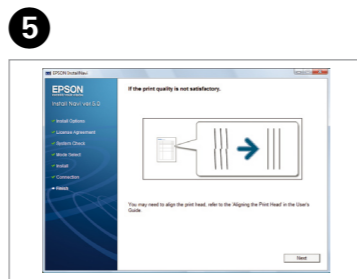 5
EPSON InstallNavi
EPSON
Install Navi ver.5.0
Install Options
License Agreement
System Check
Mode Select
Install
Connection
Finish
If the print quality is not satisfactory.
You may need to align the print head, refer to the 'Aligning the Print Head' in the User's
Guide.
Next